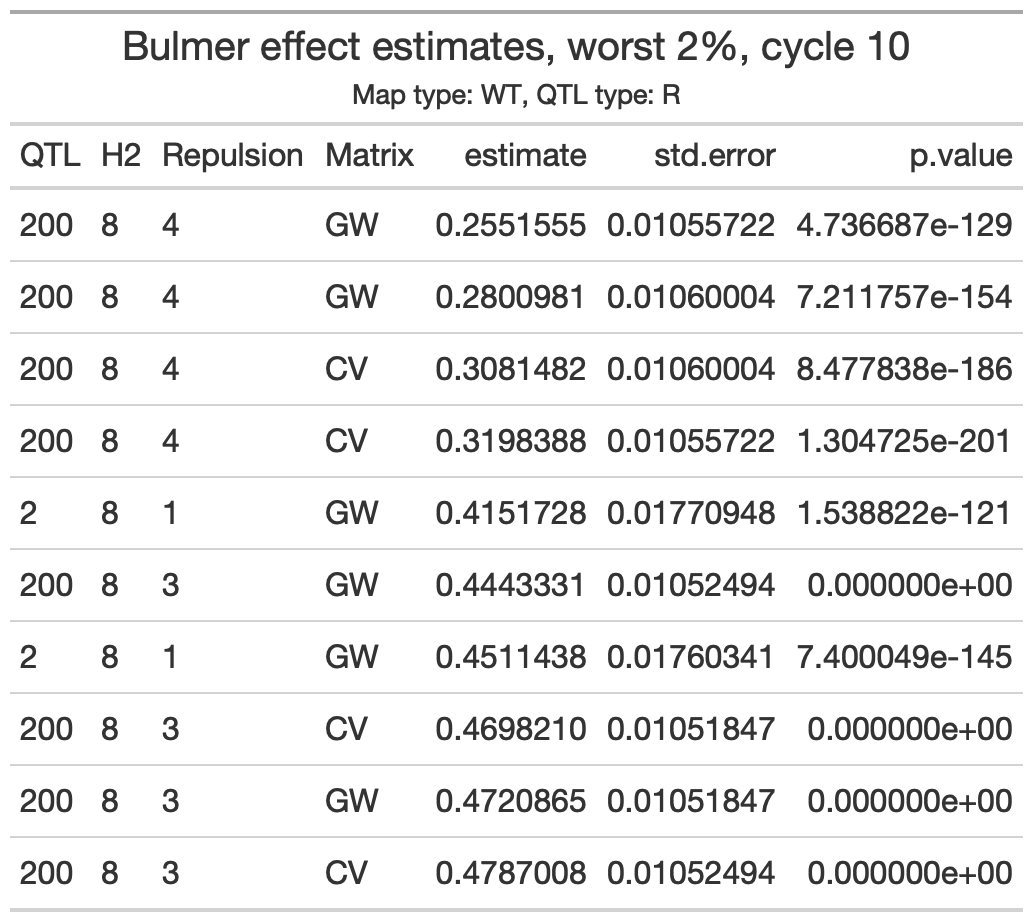 Bulmer effect estimates, worst 2%, cycle 10
Map type: WT, QTL type: R
QTL H2 Repulsion Matrix estimate std.error p.value
200 8 4 GW 0.2551555 0.01055722 4.736687e-129
200 8 4 GW 0.2800981 0.01060004 7.211757e-154
200 8 4 CV 0.3081482 0.01060004 8.477838e-186
200 8 4 CV 0.3198388 0.01055722 1.304725e-201
2 8 1 GW 0.4151728 0.01770948 1.538822e-121
200 8 3 GW 0.4443331 0.01052494 0.000000e+00
2 8 1 GW 0.4511438 0.01760341 7.400049e-145
200 8 3 CV 0.4698210 0.01051847 0.000000e+00
200 8 3 GW 0.4720865 0.01051847 0.000000e+00
200 8 3 CV 0.4787008 0.01052494 0.000000e+00